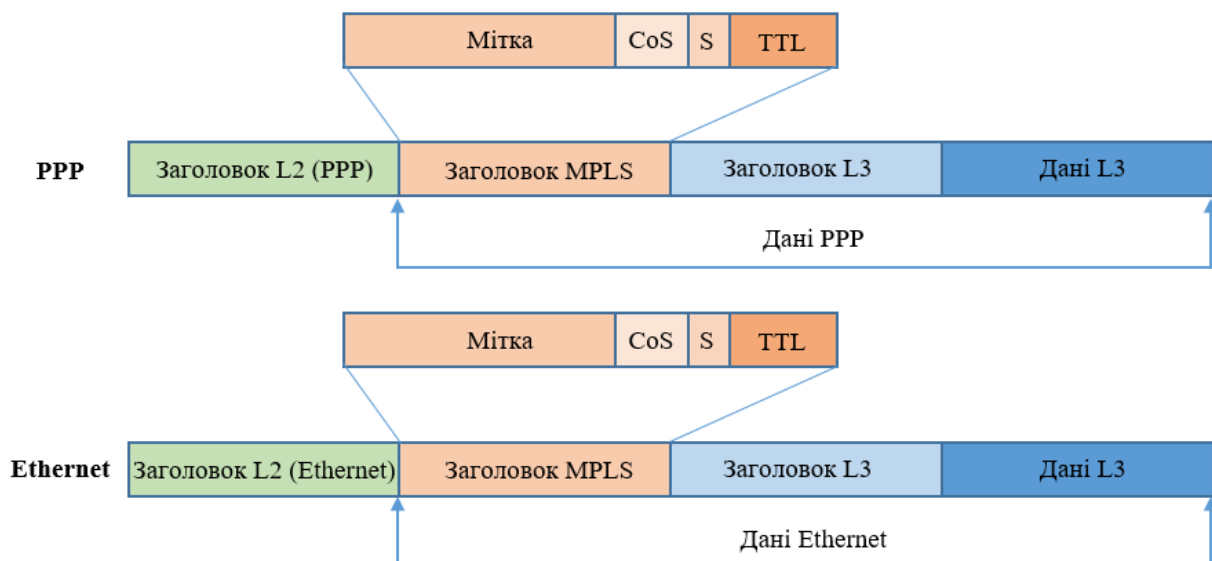 Мітка CoS S TTL
PPP Заголовок L2 (PPP) Заголовок MPLS Заголовок L3 Дані L3
Дані PPP
Мітка CoS S TTL
Ethernet Заголовок L2 (Ethernet) Заголовок MPLS Заголовок L3 Дані L3
Дані Ethernet